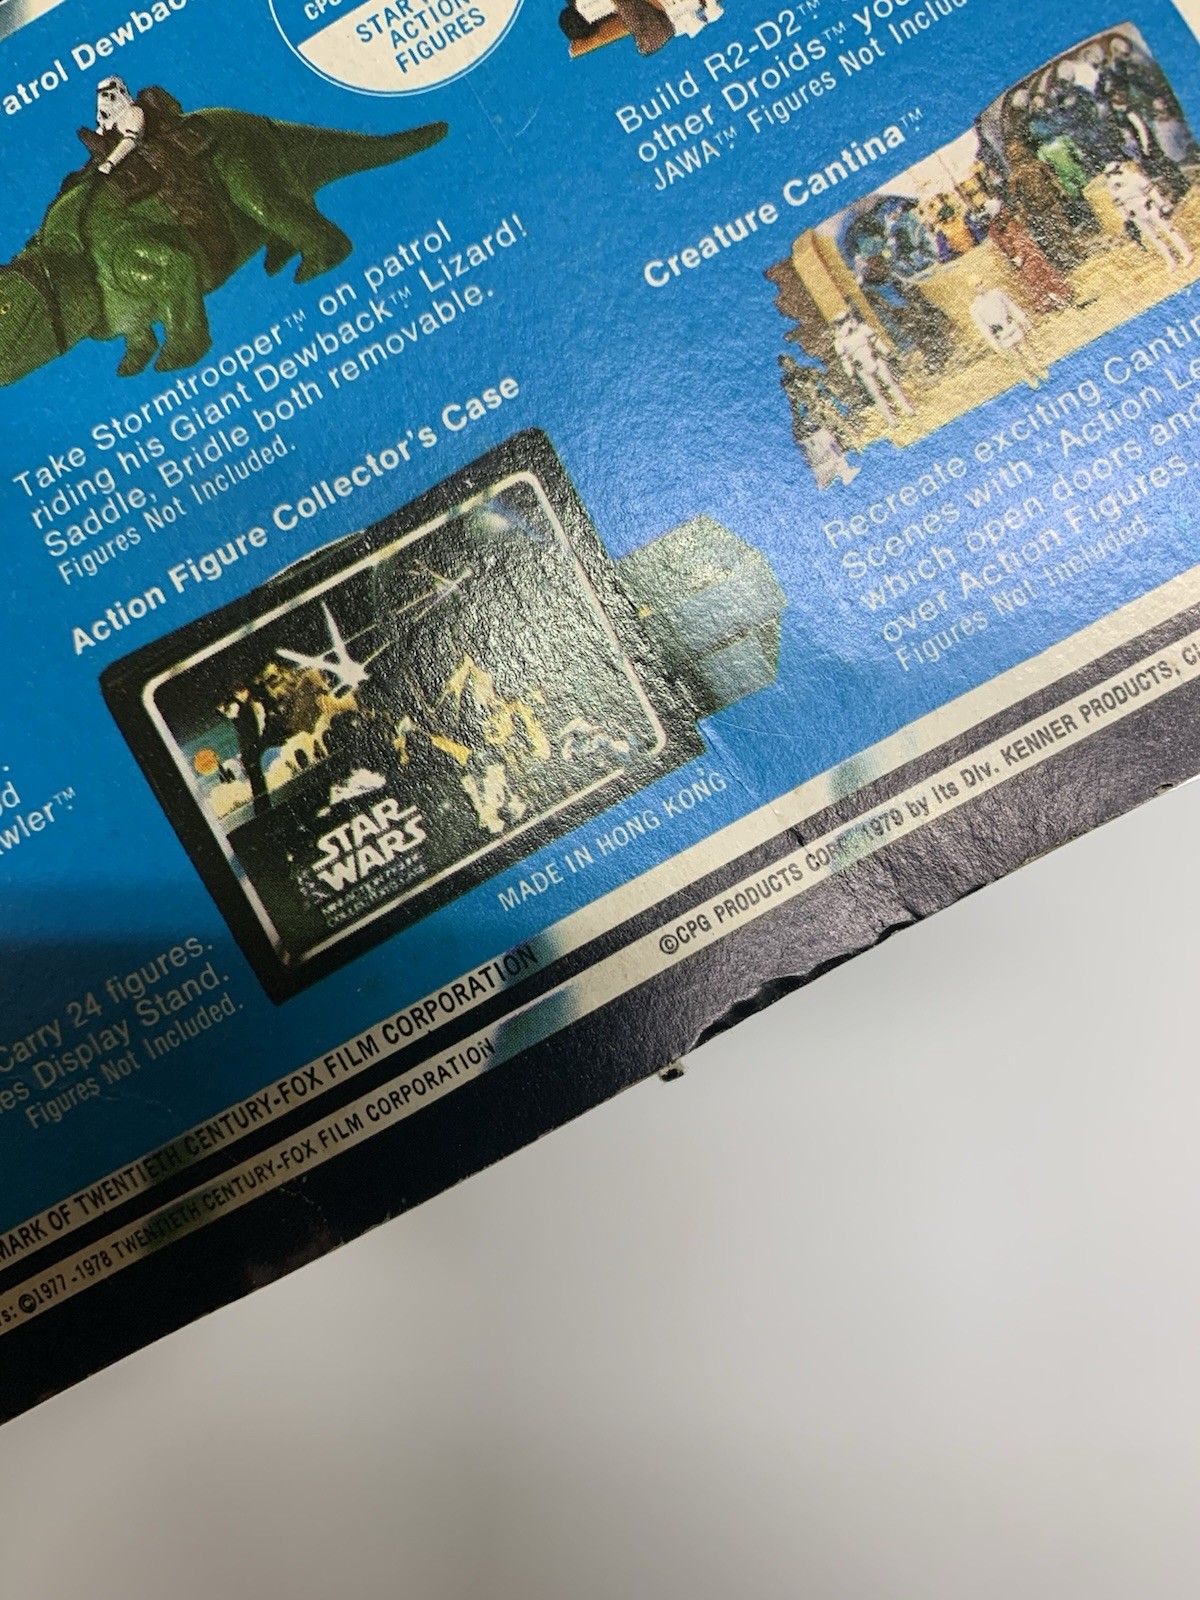 Patrol Dewback
STAR
ACTION
FIGURES
Take Stormtrooper™ on patrol
riding his Giant Dewback™ Lizard!
Saddle, Bridle both removable.
Figures Not Included.
Build R2-D2™
other Droids™ you
JAWA™ Figures Not Includ
Creature Cantina™
Recreate exciting Canti
Scenes with "Action Le
which open doors an
over Action Figures
Figures Not Included.
Action Figure Collector's Case
STAR
WARS
MADE IN HONG KONG
wler™
Carry 24 figures.
es Display Stand.
Figures Not Included.
MARK OF TWENTIETH CENTURY-FOX FILM CORPORATION
s: ©1977-1978 TWENTIETH CENTURY-FOX FILM CORPORATION
©CPG PRODUCTS CORP. 1979 by its Div. KENNER PRODUCTS,